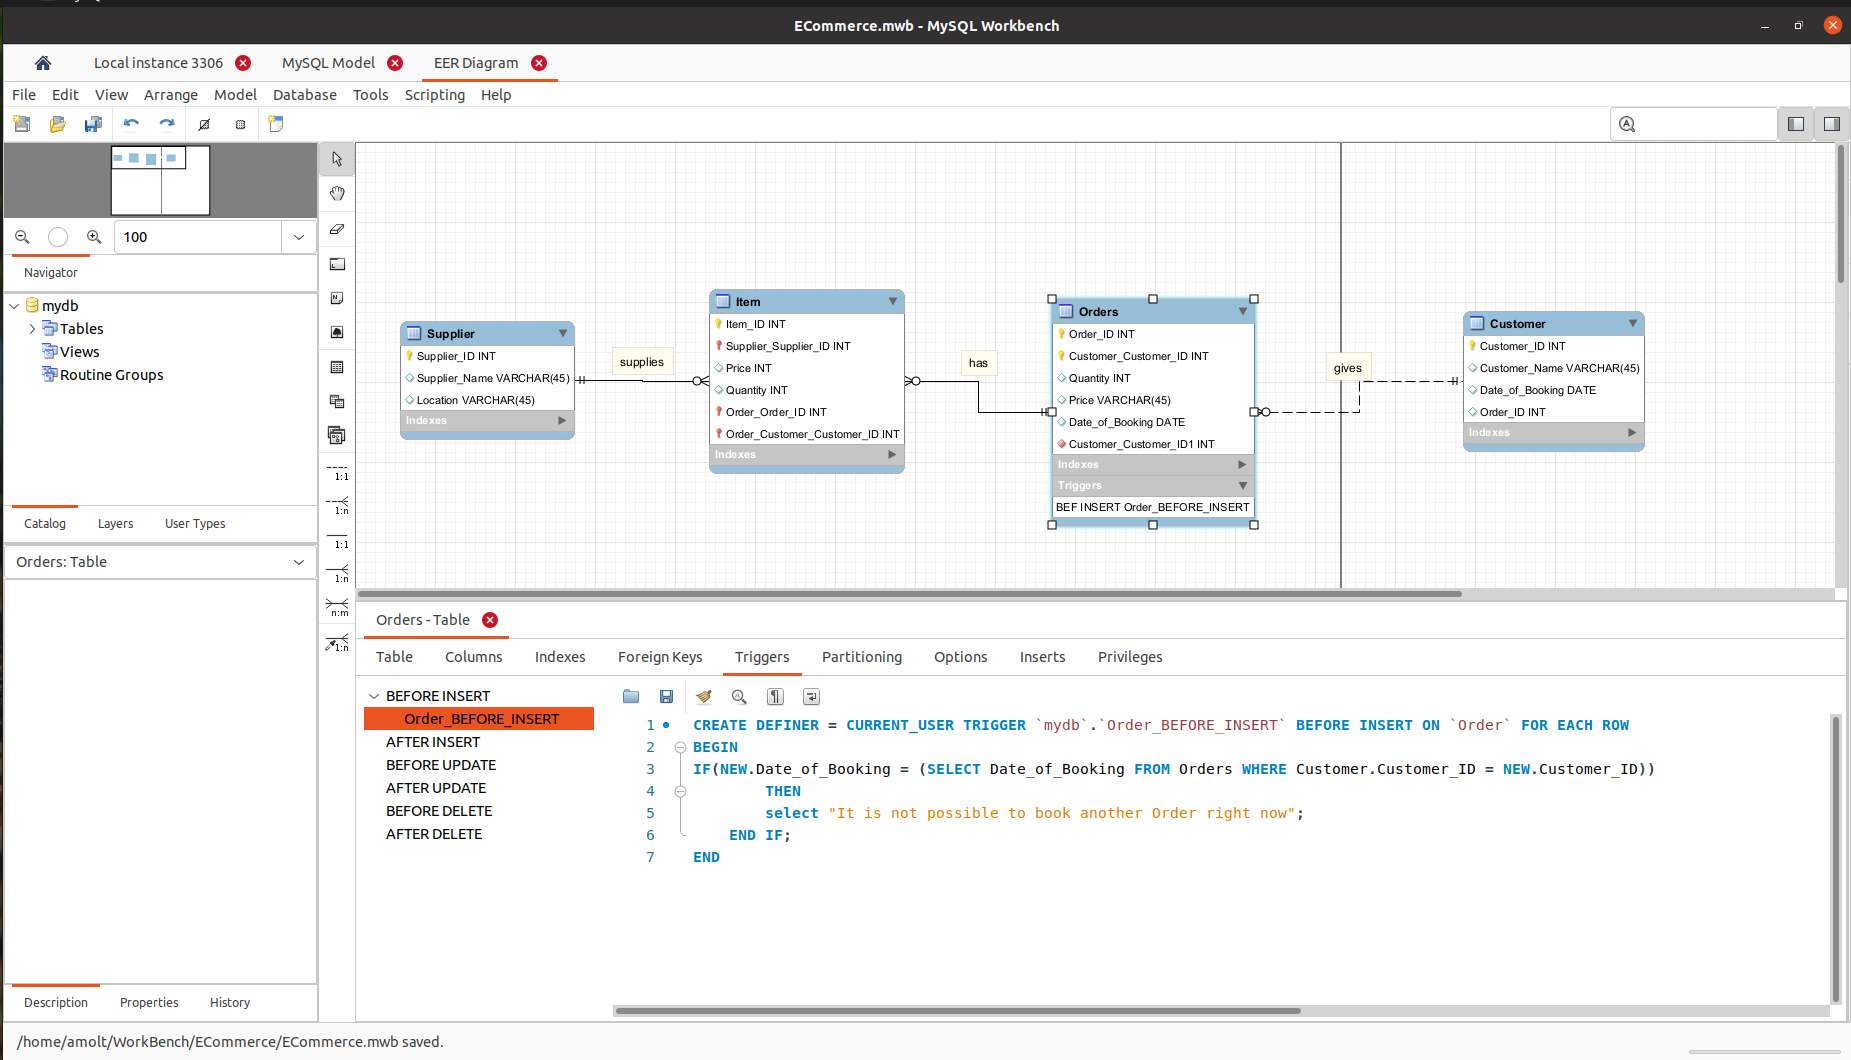 ECommerce.mwb - MySQL Workbench
Local instance 3306
MySQL Model
EER Diagram
File Edit View Arrange Model Database Tools Scripting Help
100
Navigator
mydb
Tables
Views
Routine Groups
Catalog Layers User Types
Orders: Table
Description Properties History
1:1
1:n
1:1
1:n
n:m
1:n
Supplier
Supplier_ID INT
Supplier_Name VARCHAR(45)
Location VARCHAR(45)
Indexes
supplies
Item
Item_ID INT
Supplier_Supplier_ID INT
Price INT
Quantity INT
Order_Order_ID INT
Order_Customer_Customer_ID INT
Indexes
has
Orders
Order_ID INT
Customer_Customer_ID INT
Quantity INT
Price VARCHAR(45)
Date_of_Booking DATE
Customer_Customer_ID1 INT
Indexes
Triggers
BEF INSERT Order_BEFORE_INSERT
gives
Customer
Customer_ID INT
Customer_Name VARCHAR(45)
Date_of_Booking DATE
Order_ID INT
Indexes
Orders - Table
Table Columns Indexes Foreign Keys Triggers Partitioning Options Inserts Privileges
BEFORE INSERT
Order_BEFORE_INSERT
AFTER INSERT
BEFORE UPDATE
AFTER UPDATE
BEFORE DELETE
AFTER DELETE
1 CREATE DEFINER = CURRENT_USER TRIGGER `mydb`.`Order_BEFORE_INSERT` BEFORE INSERT ON `Order` FOR EACH ROW
2 BEGIN
3 IF(NEW.Date_of_Booking = (SELECT Date_of_Booking FROM Orders WHERE Customer.Customer_ID = NEW.Customer_ID))
4 THEN
5 select "It is not possible to book another Order right now";
6 END IF;
7 END
/home/amolt/WorkBench/ECommerce/ECommerce.mwb saved.